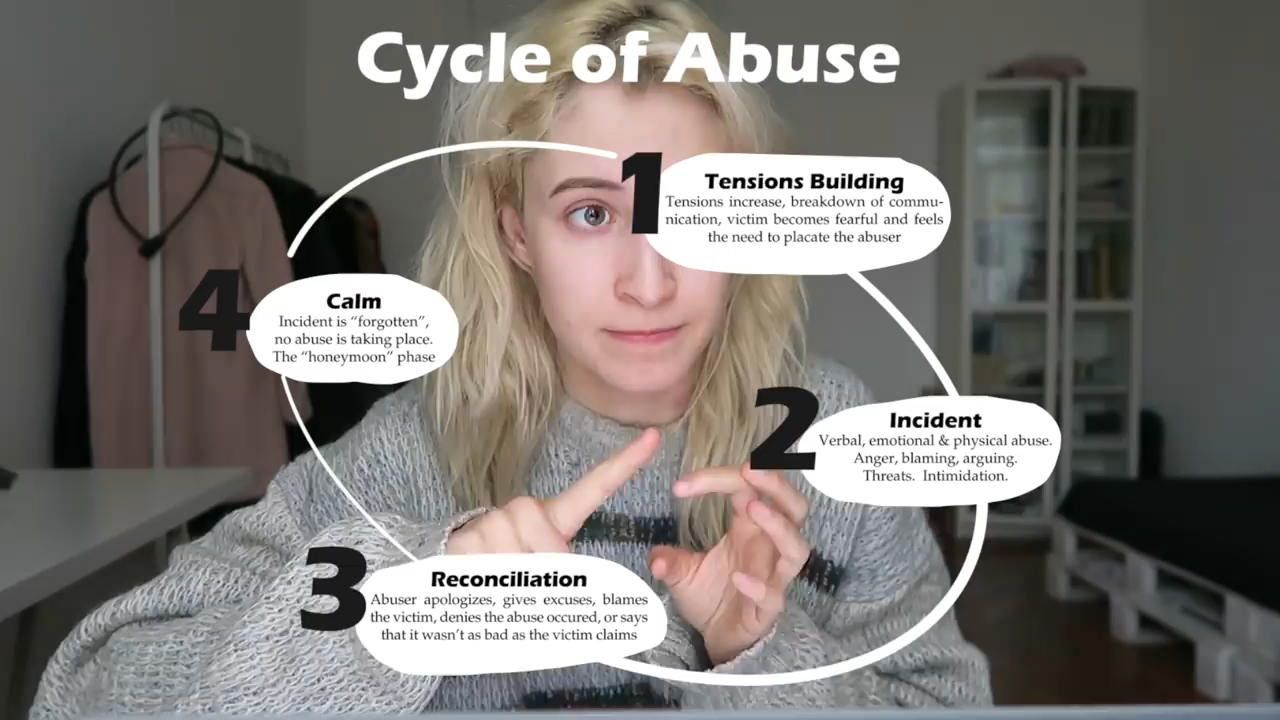 Cycle of Abuse
1
Tensions Building
Tensions increase, breakdown of commu-
nication, victim becomes fearful and feels
the need to placate the abuser
2
Incident
Verbal, emotional & physical abuse.
Anger, blaming, arguing.
Threats. Intimidation.
3
Reconciliation
Abuser apologizes, gives excuses, blames
the victim, denies the abuse occured, or says
that it wasn't as bad as the victim claims
4
Calm
Incident is “forgotten”,
no abuse is taking place.
The “honeymoon” phase